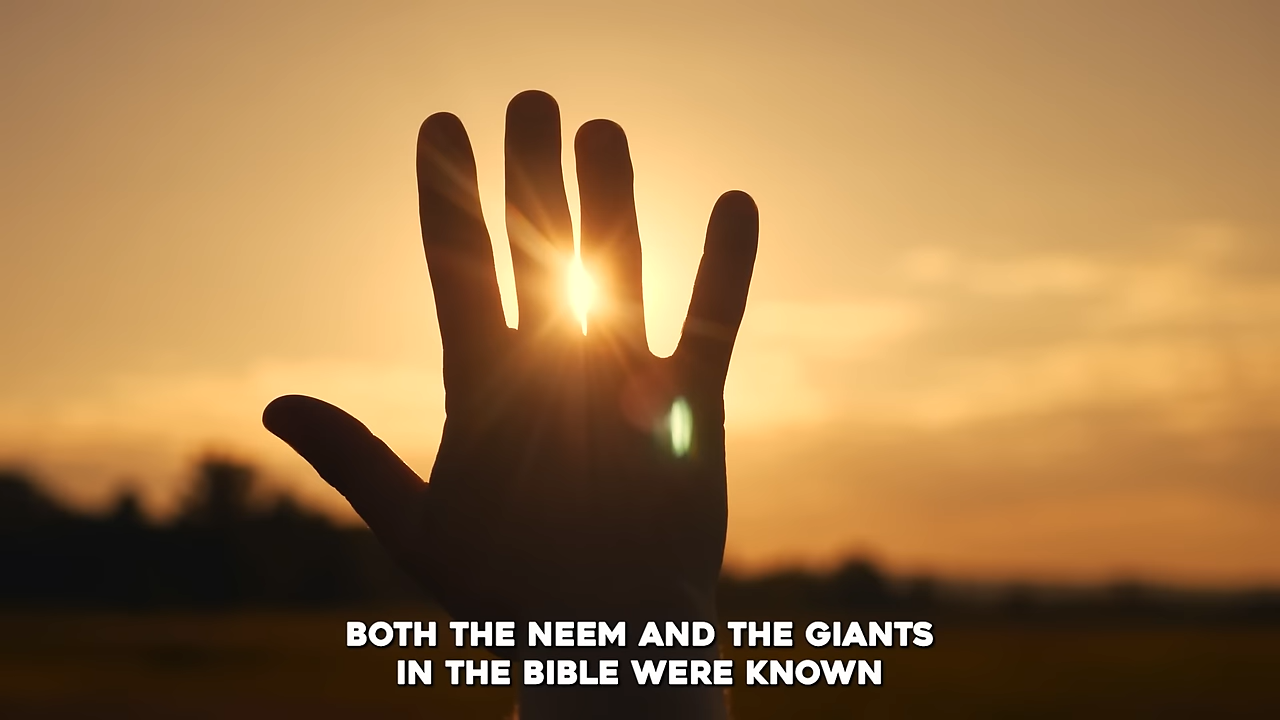 BOTH THE NEEM AND THE GIANTS
IN THE BIBLE WERE KNOWN